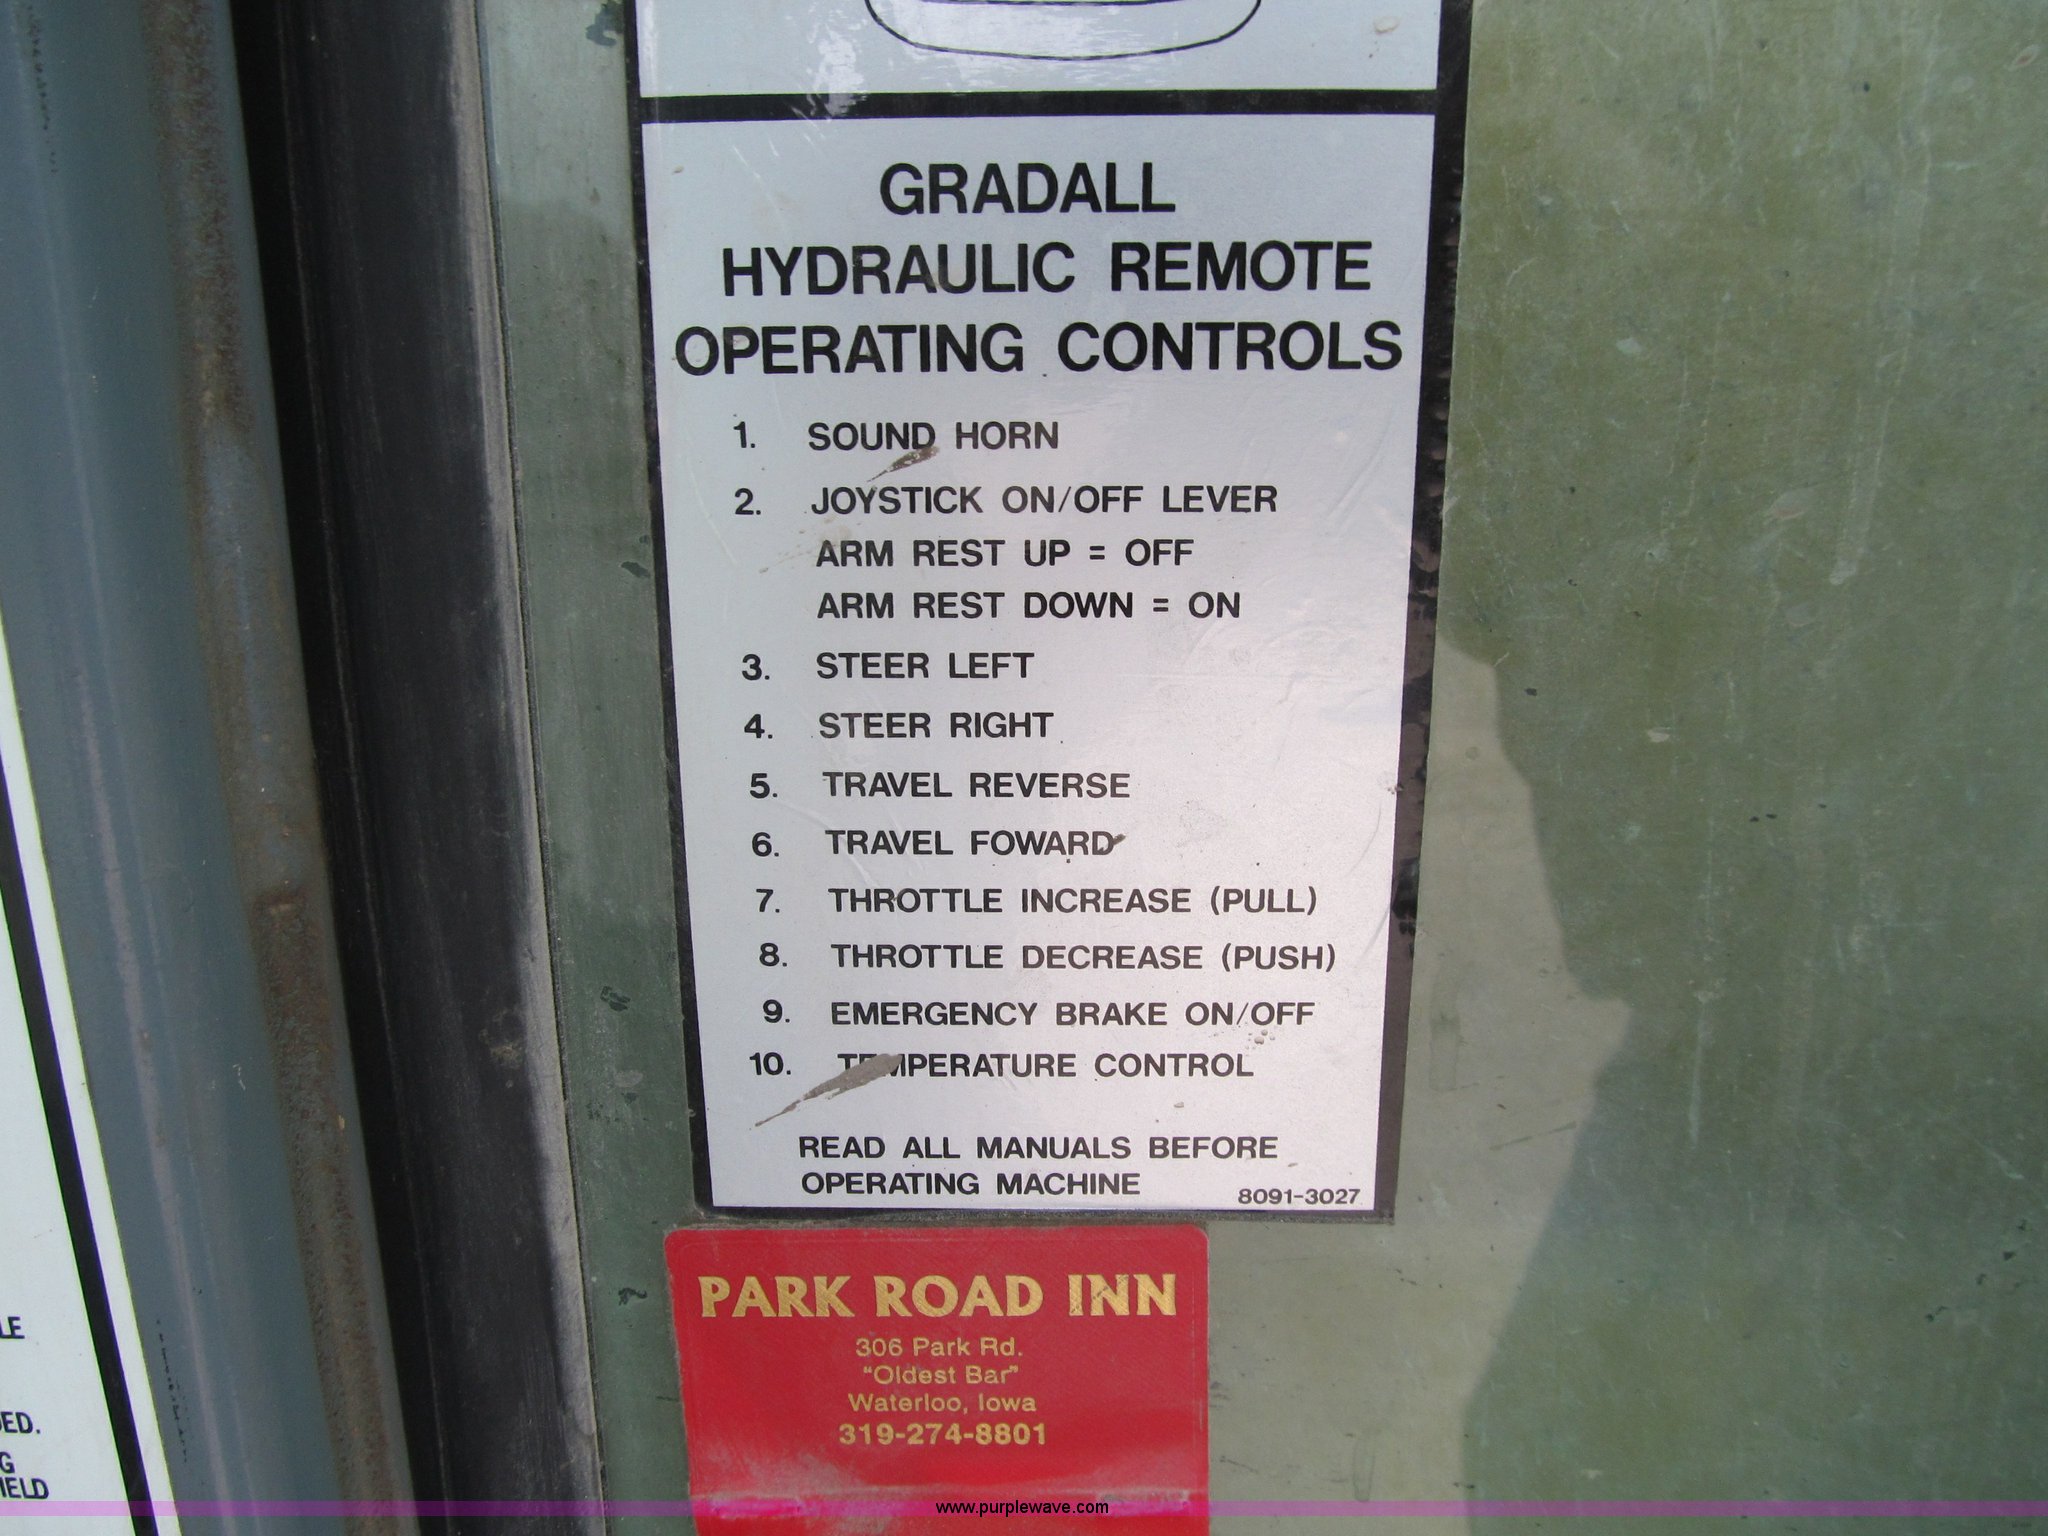 GRADALL
HYDRAULIC REMOTE
OPERATING CONTROLS
1. SOUND HORN
2. JOYSTICK ON/OFF LEVER
ARM REST UP = OFF
ARM REST DOWN = ON
3. STEER LEFT
4. STEER RIGHT
5. TRAVEL REVERSE
6. TRAVEL FOWARD
7. THROTTLE INCREASE (PULL)
8. THROTTLE DECREASE (PUSH)
9. EMERGENCY BRAKE ON/OFF
10. TEMPERATURE CONTROL
READ ALL MANUALS BEFORE
OPERATING MACHINE
8091-3027
PARK ROAD INN
306 Park Rd.
"Oldest Bar"
Waterloo, Iowa
319-274-8801
www.purplewave.com